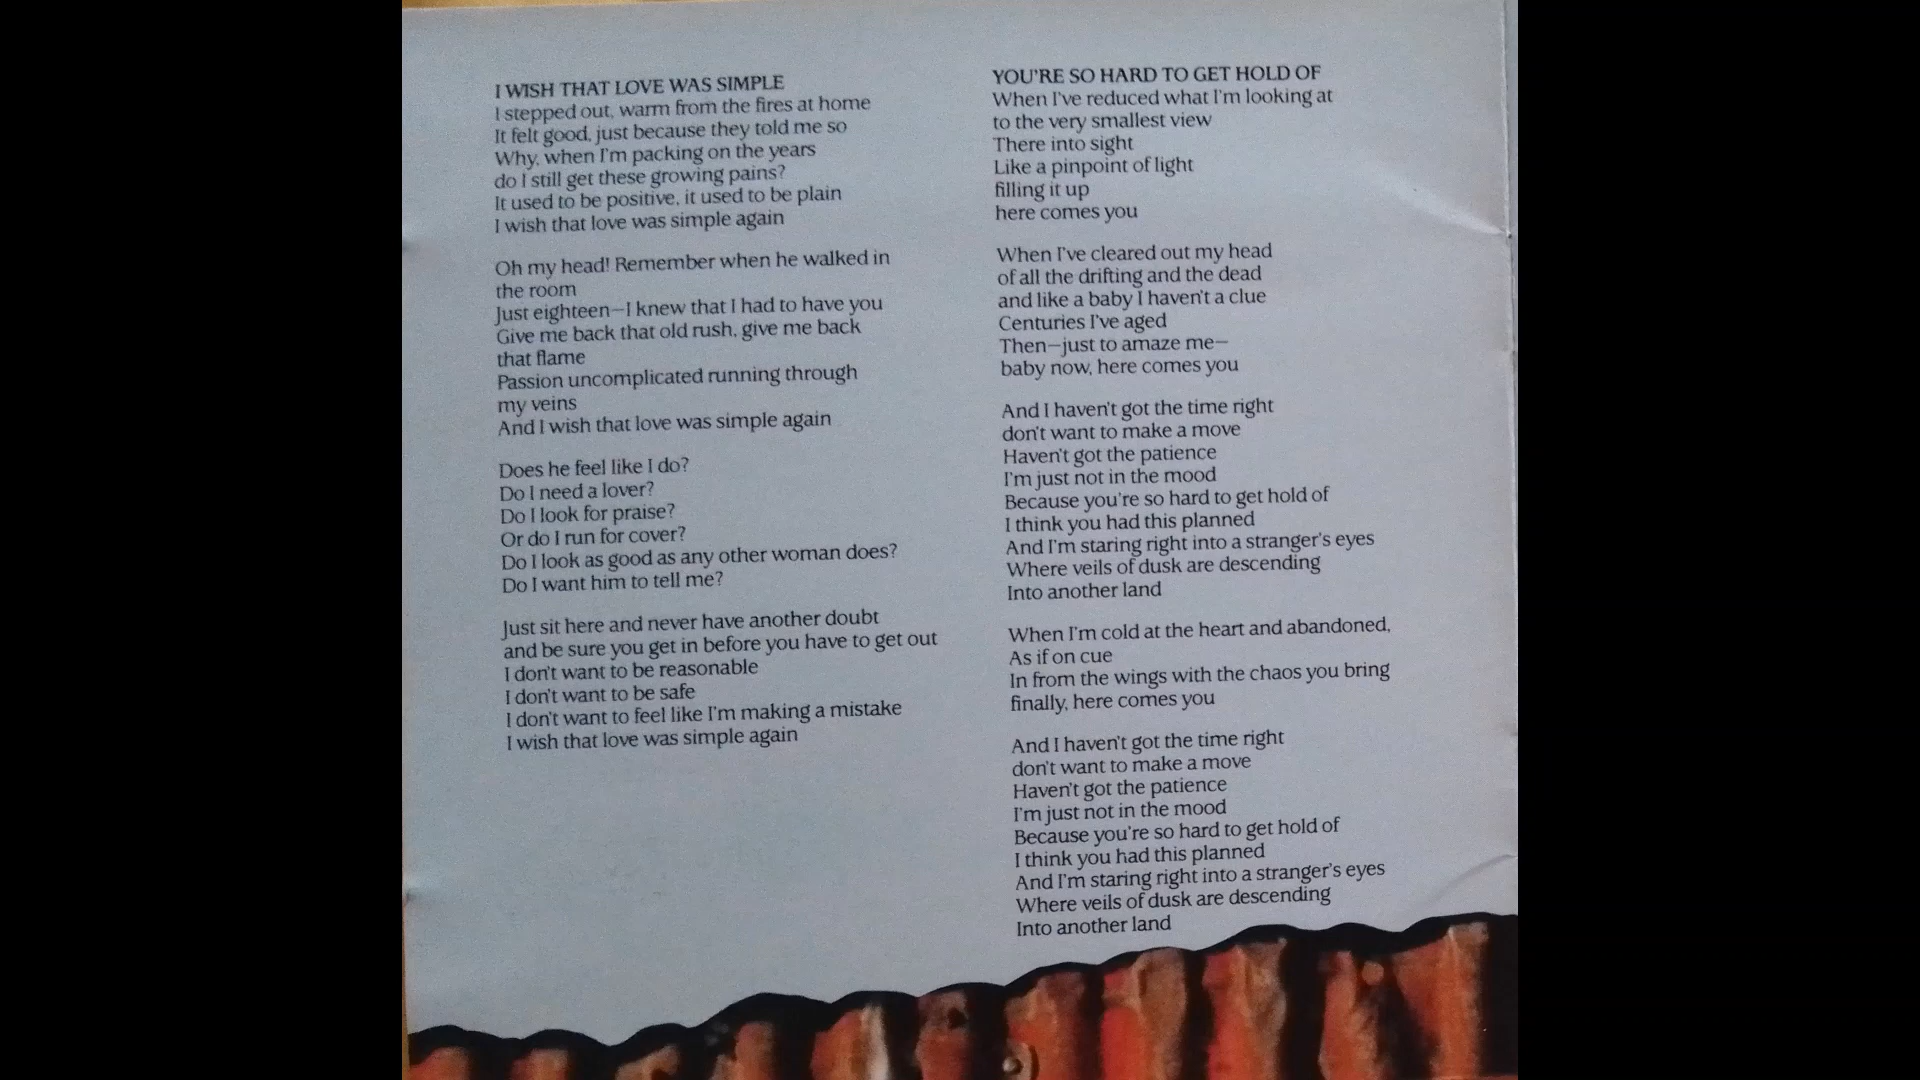 I WISH THAT LOVE WAS SIMPLE
I stepped out, warm from the fires at home
It felt good, just because they told me so
Why, when I'm packing on the years
do I still get these growing pains?
It used to be positive, it used to be plain
I wish that love was simple again
Oh my head! Remember when he walked in
the room
Just eighteen—I knew that I had to have you
Give me back that old rush, give me back
that flame
Passion uncomplicated running through
my veins
And I wish that love was simple again
Does he feel like I do?
Do I need a lover?
Do I look for praise?
Or do I run for cover?
Do I look as good as any other woman does?
Do I want him to tell me?
Just sit here and never have another doubt
and be sure you get in before you have to get out
I don't want to be reasonable
I don't want to be safe
I don't want to feel like I'm making a mistake
I wish that love was simple again
YOU'RE SO HARD TO GET HOLD OF
When I've reduced what I'm looking at
to the very smallest view
There into sight
Like a pinpoint of light
filling it up
here comes you
When I've cleared out my head
of all the drifting and the dead
and like a baby I haven't a clue
Centuries I've aged
Then—just to amaze me—
baby now, here comes you
And I haven't got the time right
don't want to make a move
Haven't got the patience
I'm just not in the mood
Because you're so hard to get hold of
I think you had this planned
And I'm staring right into a stranger's eyes
Where veils of dusk are descending
Into another land
When I'm cold at the heart and abandoned,
As if on cue
In from the wings with the chaos you bring
finally, here comes you
And I haven't got the time right
don't want to make a move
Haven't got the patience
I'm just not in the mood
Because you're so hard to get hold of
I think you had this planned
And I'm staring right into a stranger's eyes
Where veils of dusk are descending
Into another land